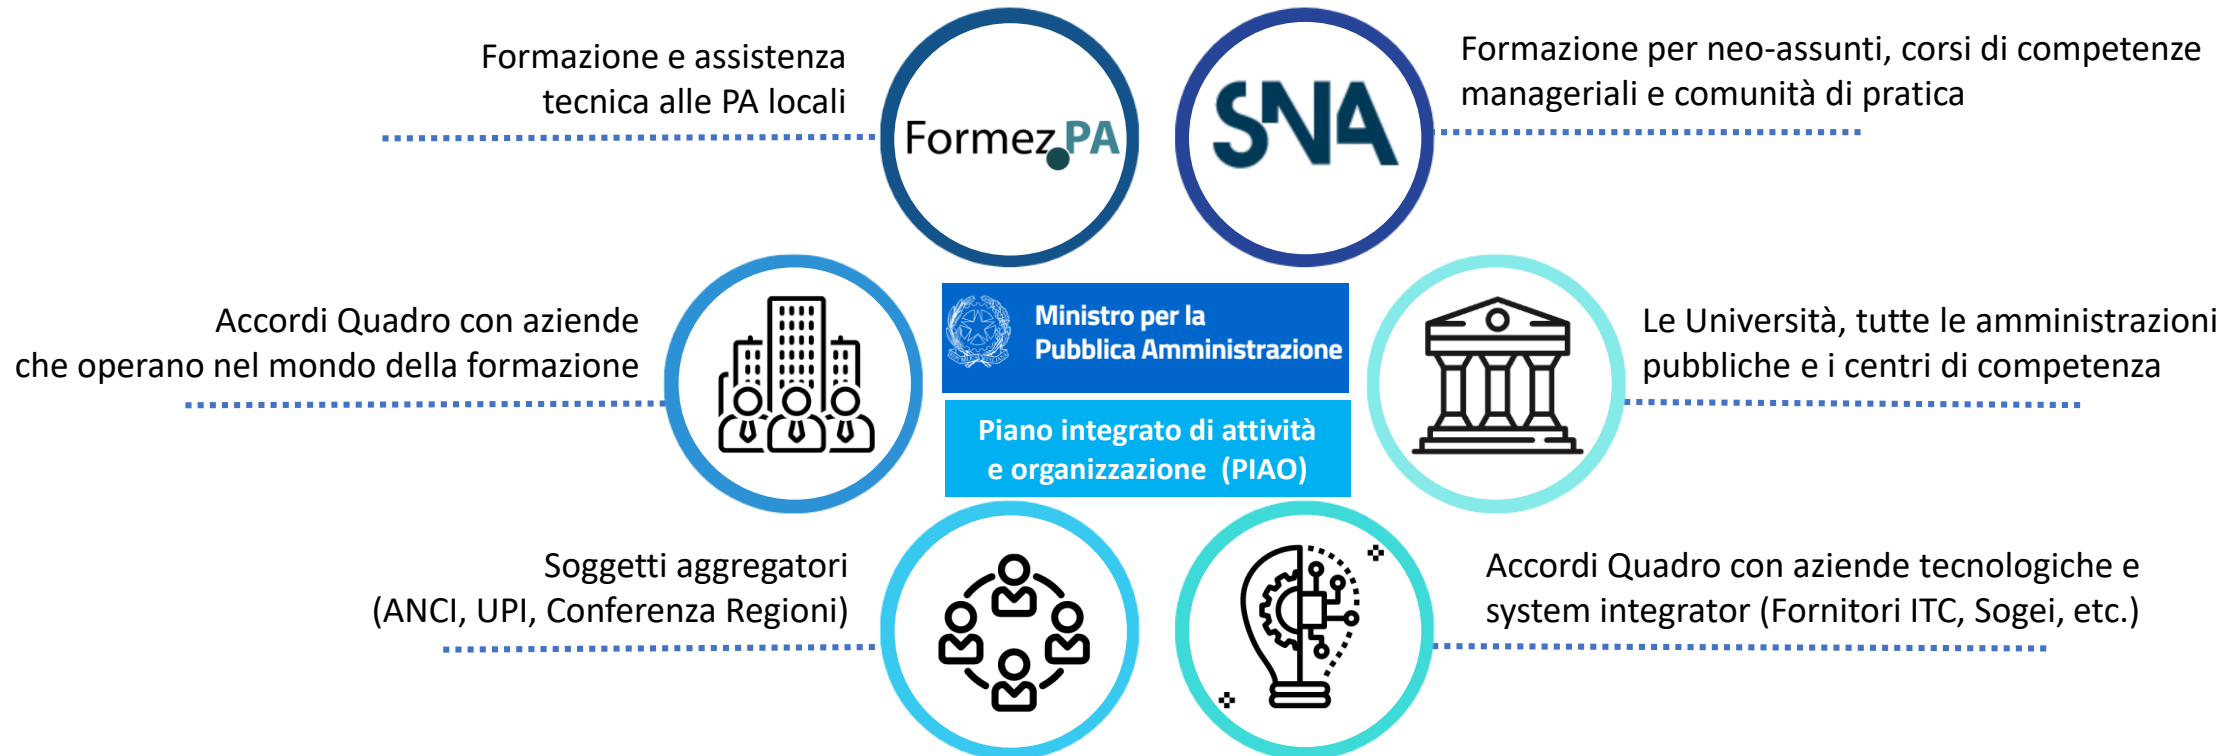 Formazione e assistenza
tecnica alle PA locali
Formez PA
SNA
Formazione per neo-assunti, corsi di competenze
manageriali e comunità di pratica
Accordi Quadro con aziende
che operano nel mondo della formazione
Ministro per la
Pubblica Amministrazione
Piano integrato di attività
e organizzazione (PIAO)
Le Università, tutte le amministrazioni
pubbliche e i centri di competenza
Soggetti aggregatori
(ANCI, UPI, Conferenza Regioni)
Accordi Quadro con aziende tecnologiche e
system integrator (Fornitori ITC, Sogei, etc.)